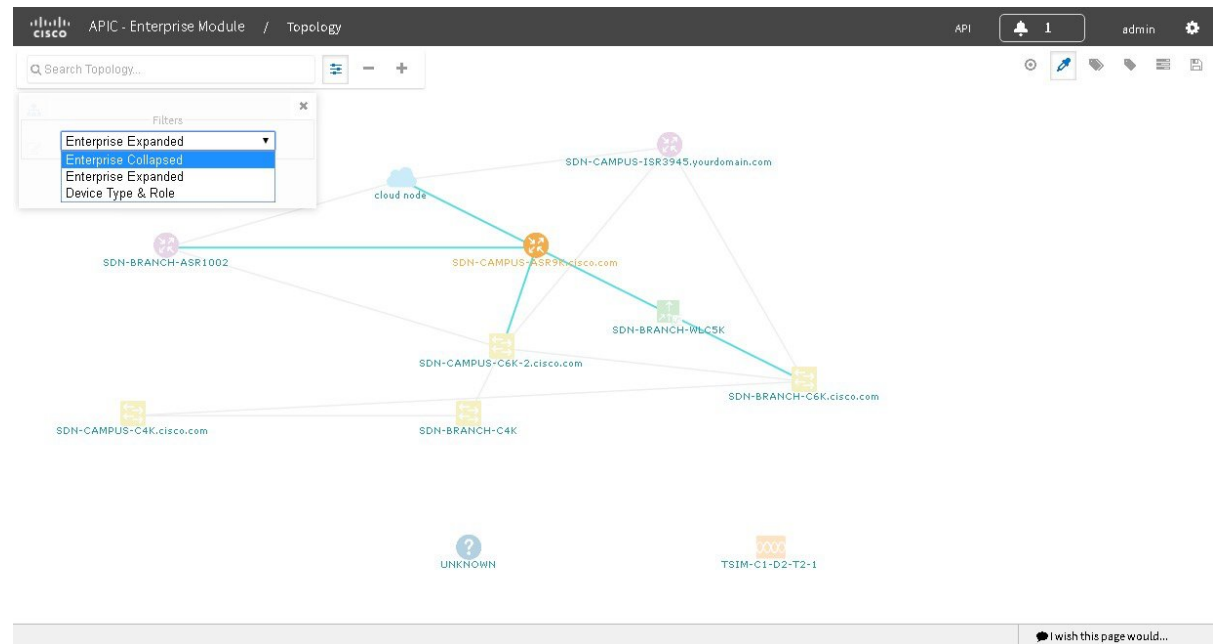 CISCO APIC - Enterprise Module / Topology API 1 admin
Search Topology...
Filters
Enterprise Expanded
Enterprise Collapsed
Enterprise Expanded
Device Type & Role
SDN-CAMPUS-ISR3945.yourdomain.com
cloud node
SDN-BRANCH-ASR1002
SDN-CAMPUS-ASR9K.cisco.com
SDN-BRANCH-WLC5K
SDN-CAMPUS-C6K-2.cisco.com
SDN-BRANCH-C6K.cisco.com
SDN-CAMPUS-C4K.cisco.com
SDN-BRANCH-C4K
?
UNKNOWN
TSIM-C1-D2-T2-1
I wish this page would...